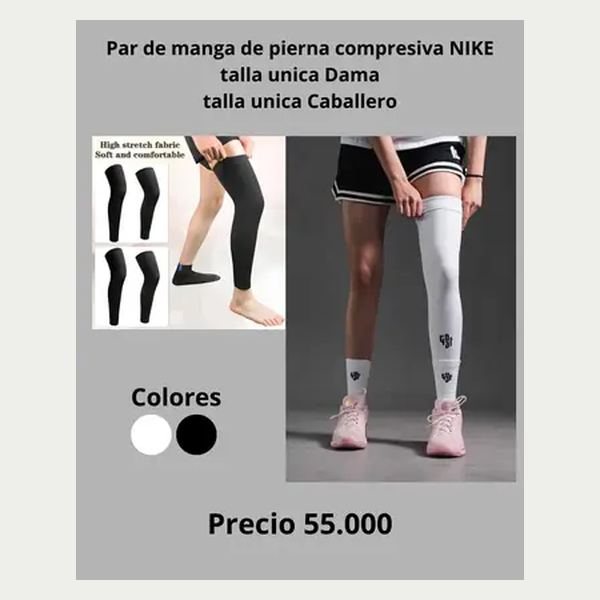 Par de manga de pierna compresiva NIKE
talla unica Dama
talla unica Caballero
High stretch fabric
Soft and comfortable
Colores
Precio 55.000